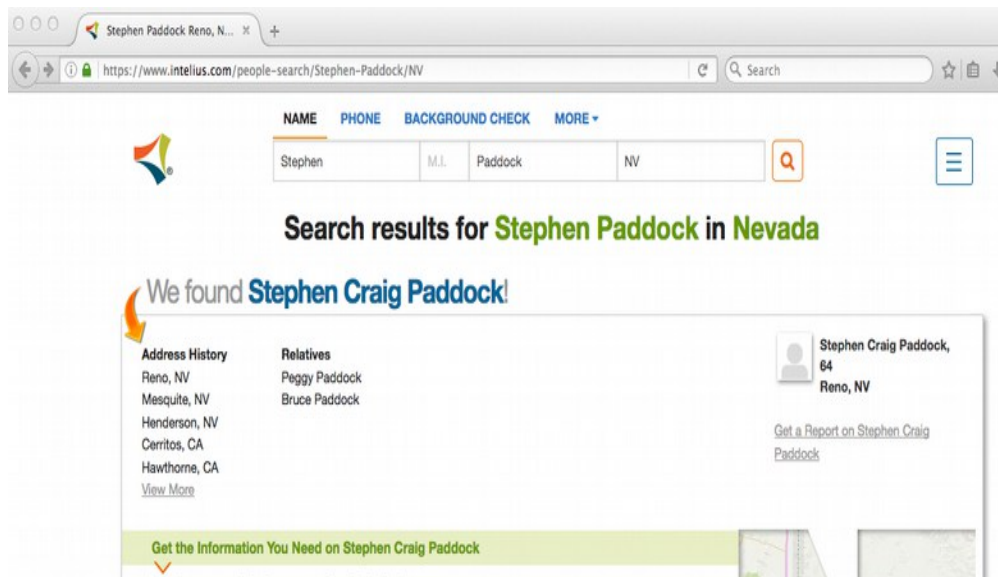 Stephen Paddock Reno, N...
https://www.intelius.com/people-search/Stephen-Paddock/NV
Search
NAME PHONE BACKGROUND CHECK MORE
Stephen M.I. Paddock NV
Search results for Stephen Paddock in Nevada
We found Stephen Craig Paddock!
Address History
Reno, NV
Mesquite, NV
Henderson, NV
Cerritos, CA
Hawthorne, CA
View More
Relatives
Peggy Paddock
Bruce Paddock
Stephen Craig Paddock,
64
Reno, NV
Get a Report on Stephen Craig
Paddock
Get the Information You Need on Stephen Craig Paddock